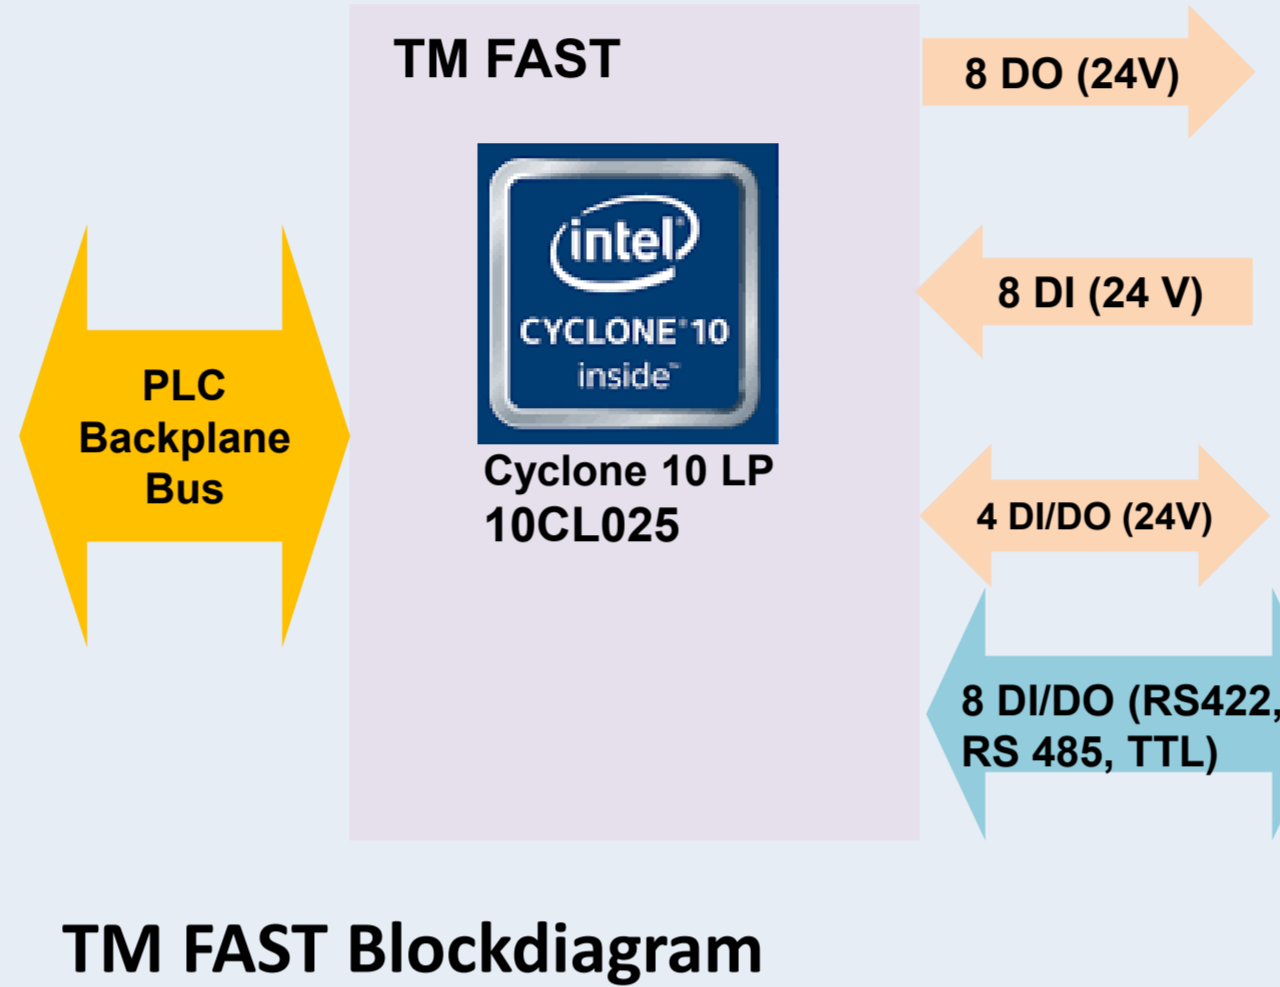 TM FAST
8 DO (24V)
intel
CYCLONE® 10
inside™
8 DI (24 V)
PLC
Backplane
Bus
Cyclone 10 LP
10CL025
4 DI/DO (24V)
8 DI/DO (RS422,
RS 485, TTL)
TM FAST Blockdiagram